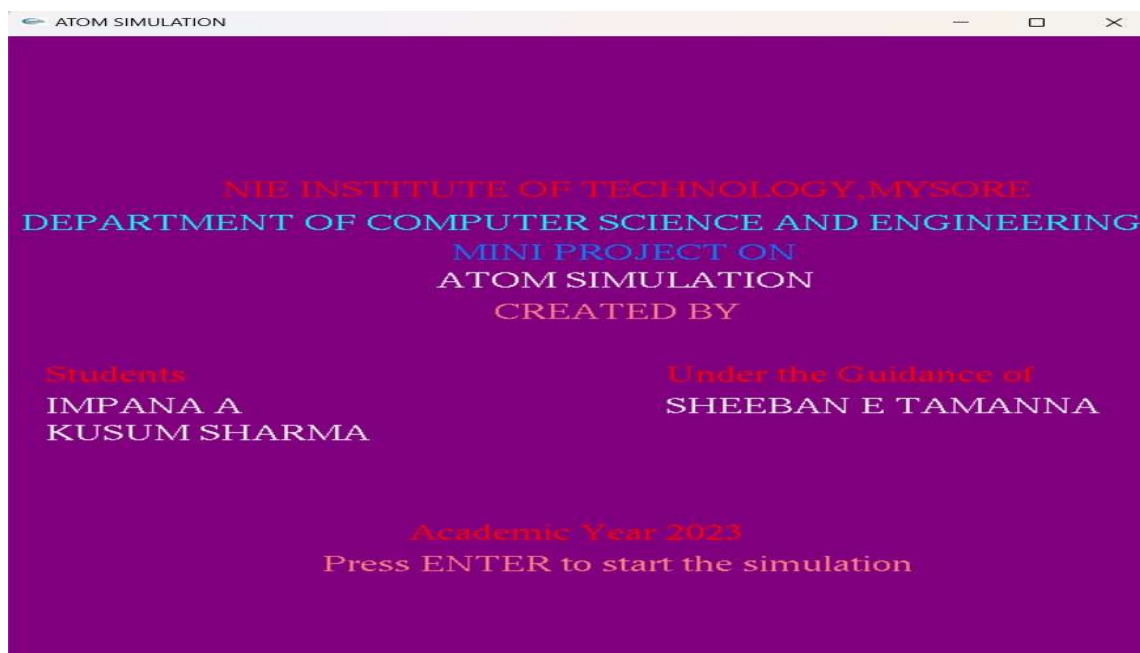 ATOM SIMULATION
NIE INSTITUTE OF TECHNOLOGY,MYSORE
DEPARTMENT OF COMPUTER SCIENCE AND ENGINEERING
MINI PROJECT ON
ATOM SIMULATION
CREATED BY
Students
IMPANA A
KUSUM SHARMA
Under the Guidance of
SHEEBAN E TAMANNA
Academic Year 2023
Press ENTER to start the simulation